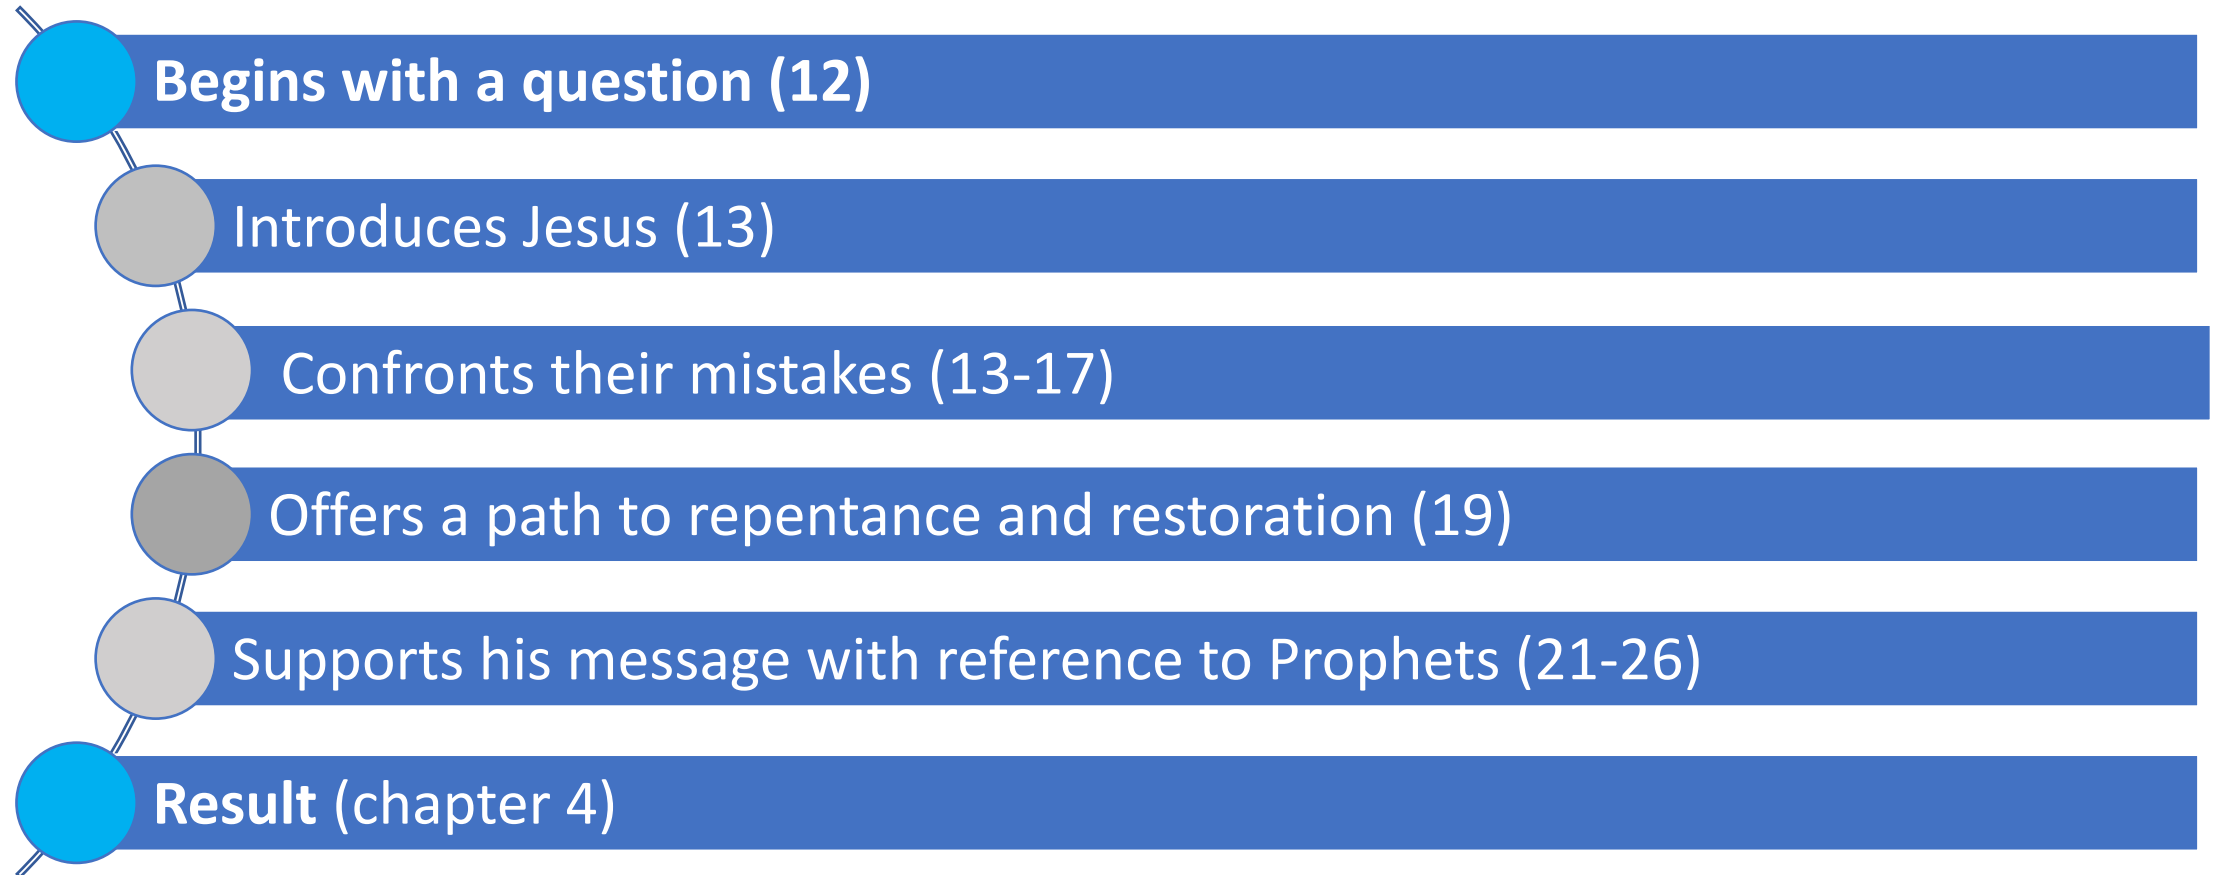 Begins with a question (12)
Introduces Jesus (13)
Confronts their mistakes (13-17)
Offers a path to repentance and restoration (19)
Supports his message with reference to Prophets (21-26)
Result (chapter 4)